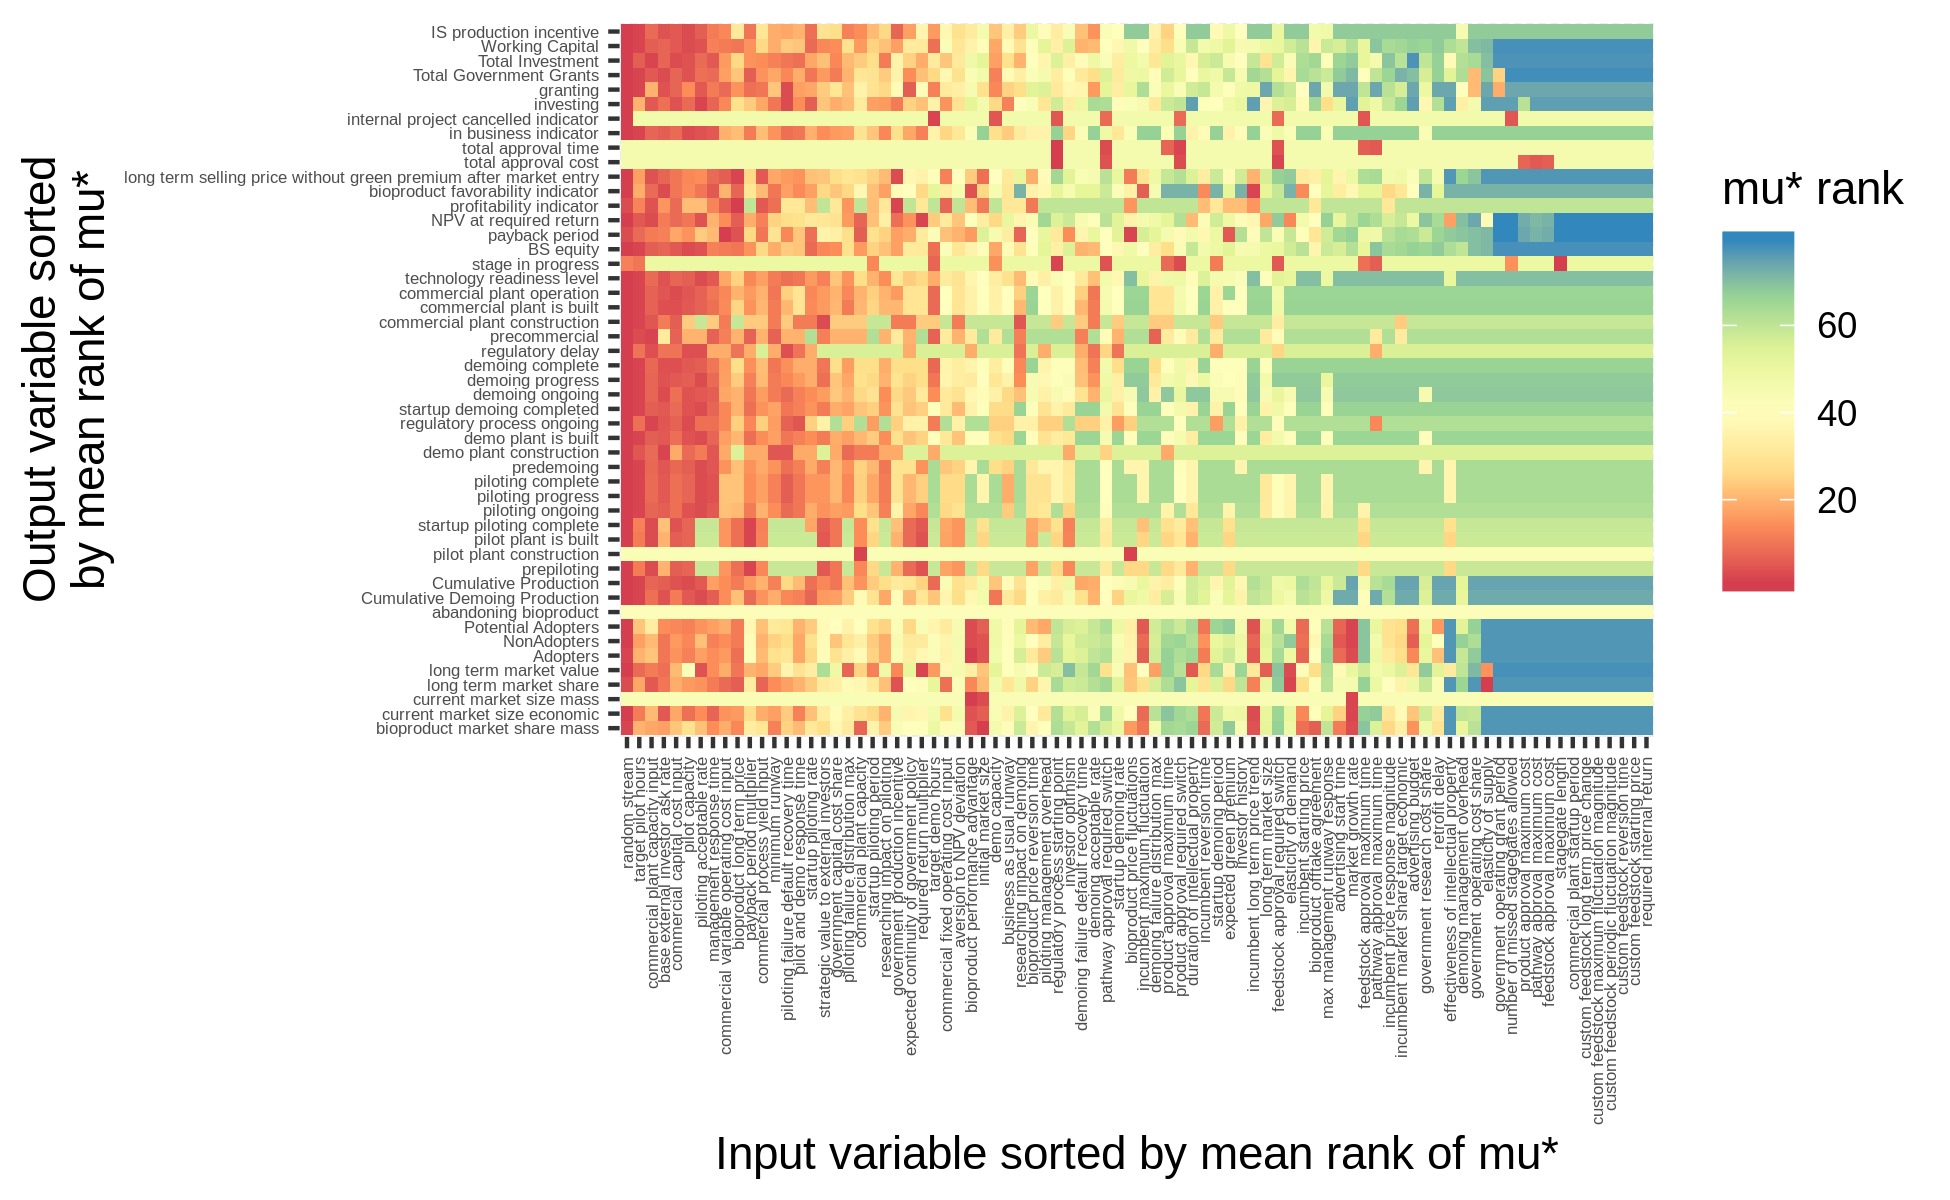 Output variable sorted
by mean rank of mu*
IS production incentive
Working Capital
Total Investment
Total Government Grants
granting
investing
internal project cancelled indicator
in business indicator
total approval time
total approval cost
long term selling price without green premium after market entry
bioproduct favorability indicator
profitability indicator
NPV at required return
payback period
BS equity
stage in progress
technology readiness level
commercial plant operation
commercial plant is built
commercial plant construction
precommercial
regulatory delay
demoing complete
demoing progress
demoing ongoing
startup demoing completed
regulatory process ongoing
demo plant is built
demo plant construction
predemoing
piloting complete
piloting progress
piloting ongoing
startup piloting complete
pilot plant is built
pilot plant construction
prepiloting
Cumulative Production
Cumulative Demoing Production
abandoning bioproduct
Potential Adopters
NonAdopters
Adopters
long term market value
long term market share
current market size mass
current market size economic
bioproduct market share mass
random stream
target pilot hours
commercial plant capacity input
base external investor ask rate
commercial capital cost input
pilot capacity
piloting acceptable rate
management response time
commercial variable operating cost input
bioproduct long term price
payback period multiplier
commercial process yield input
minimum runway
piloting failure default recovery time
pilot and demo response time
startup piloting rate
strategic value to external investors
government capital cost share
piloting failure distribution max
commercial plant capacity
startup piloting period
researching impact on piloting
government production incentive
expected continuity of government policy
required return multiplier
target demo hours
commercial fixed operating cost input
aversion to NPV deviation
bioproduct performance advantage
initial market size
demo capacity
business as usual runway
researching impact on demoing
bioproduct price reversion time
piloting management overhead
regulatory process starting point
investor optimism
demoing failure default recovery time
demoing acceptable rate
pathway approval required switch
startup demoing rate
bioproduct price fluctuations
incumbent maximum fluctuation
demoing failure distribution max
product approval maximum time
product approval required switch
duration of intellectual property
incumbent reversion time
startup demoing period
expected green premium
investor history
incumbent long term price trend
long term market size
feedstock approval required switch
elasticity of demand
incumbent starting price
bioproduct offtake agreement
max management runway response
advertising start time
market growth rate
feedstock approval maximum time
pathway approval maximum time
incumbent price response magnitude
incumbent market share target economic
advertising budget
government research cost share
retrofit delay
effectiveness of intellectual property
demoing management overhead
government operating cost share
elasticity of supply
government operating grant period
number of missed stagegates allowed
product approval maximum cost
pathway approval maximum cost
feedstock approval maximum cost
stagegate length
commercial plant startup period
custom feedstock long term price change
custom feedstock maximum fluctuation magnitude
custom feedstock periodic fluctuation magnitude
custom feedstock reversion time
custom feedstock starting price
required internal return
Input variable sorted by mean rank of mu*
mu* rank
60
40
20